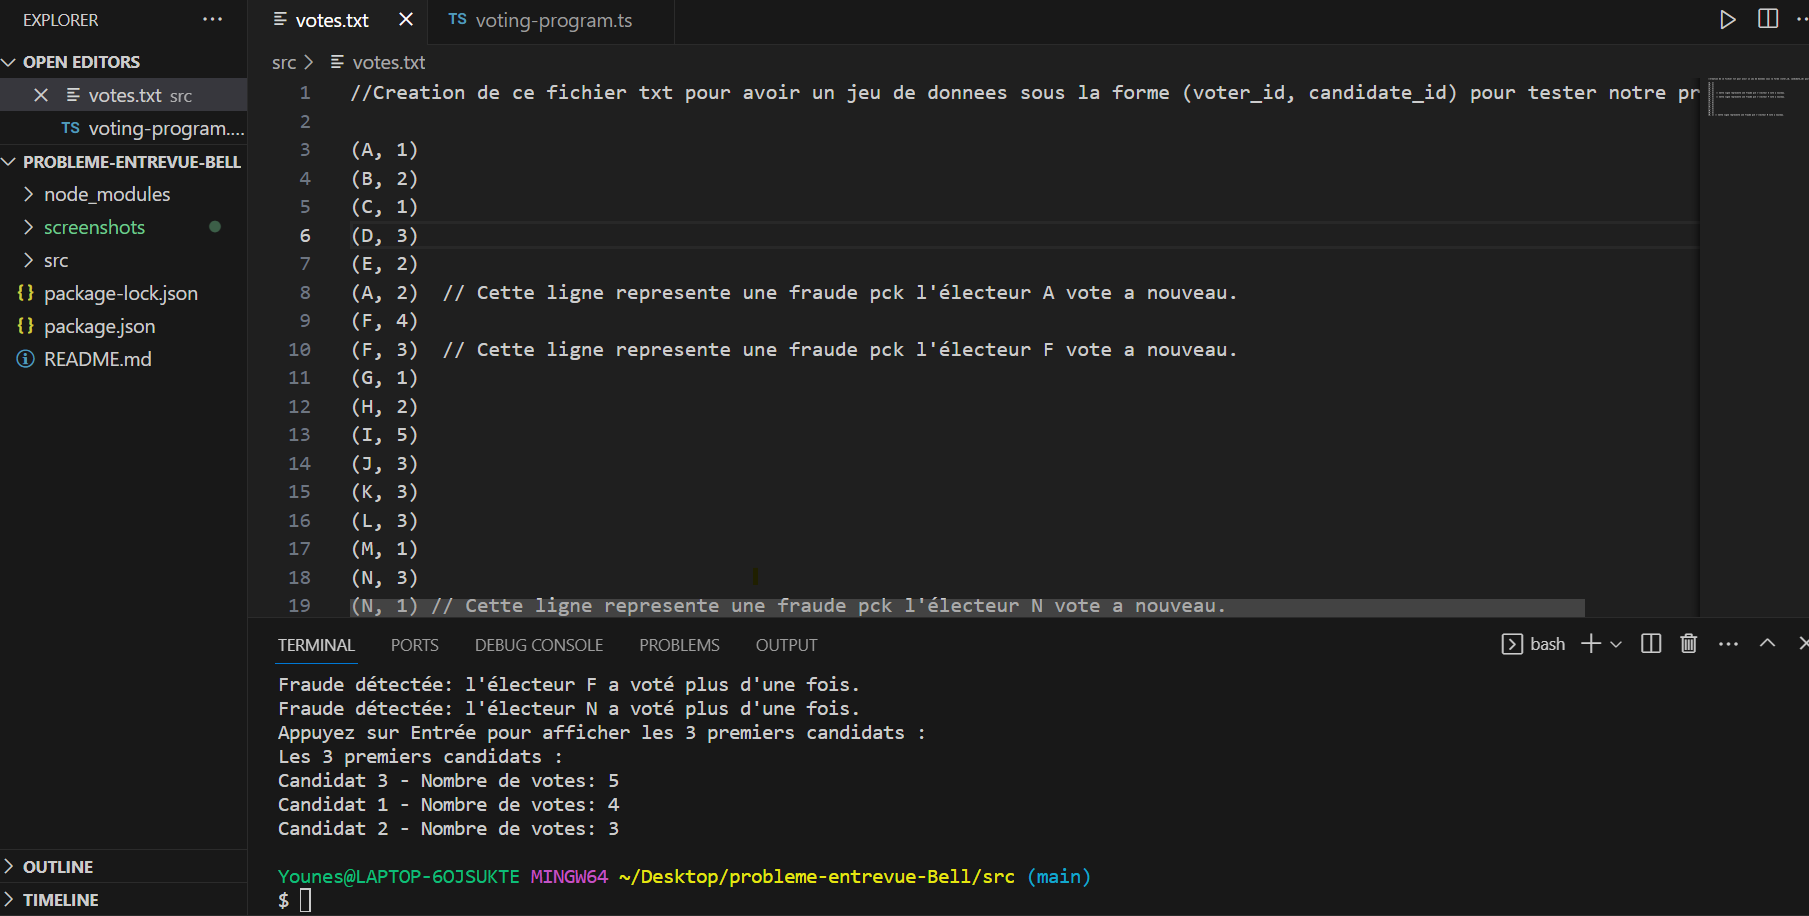 EXPLORER
OPEN EDITORS
votes.txt src
TS voting-program....
PROBLEME-ENTREVUE-BELL
node_modules
screenshots
src
{} package-lock.json
{} package.json
README.md
OUTLINE
TIMELINE
votes.txt
TS voting-program.ts
src > votes.txt
1 //Creation de ce fichier txt pour avoir un jeu de donnees sous la forme (voter_id, candidate_id) pour tester notre pr
2
3 (A, 1)
4 (B, 2)
5 (C, 1)
6 (D, 3)
7 (E, 2)
8 (A, 2)  // Cette ligne represente une fraude pck l'électeur A vote a nouveau.
9 (F, 4)
10 (F, 3)  // Cette ligne represente une fraude pck l'électeur F vote a nouveau.
11 (G, 1)
12 (H, 2)
13 (I, 5)
14 (J, 3)
15 (K, 3)
16 (L, 3)
17 (M, 1)
18 (N, 3)
19 (N, 1) // Cette ligne represente une fraude pck l'électeur N vote a nouveau.
TERMINAL PORTS DEBUG CONSOLE PROBLEMS OUTPUT
bash
Fraude détectée: l'électeur F a voté plus d'une fois.
Fraude détectée: l'électeur N a voté plus d'une fois.
Appuyez sur Entrée pour afficher les 3 premiers candidats :
Les 3 premiers candidats :
Candidat 3 - Nombre de votes: 5
Candidat 1 - Nombre de votes: 4
Candidat 2 - Nombre de votes: 3
Younes@LAPTOP-6OJSUKTE MINGW64 ~/Desktop/probleme-entrevue-Bell/src (main)
$